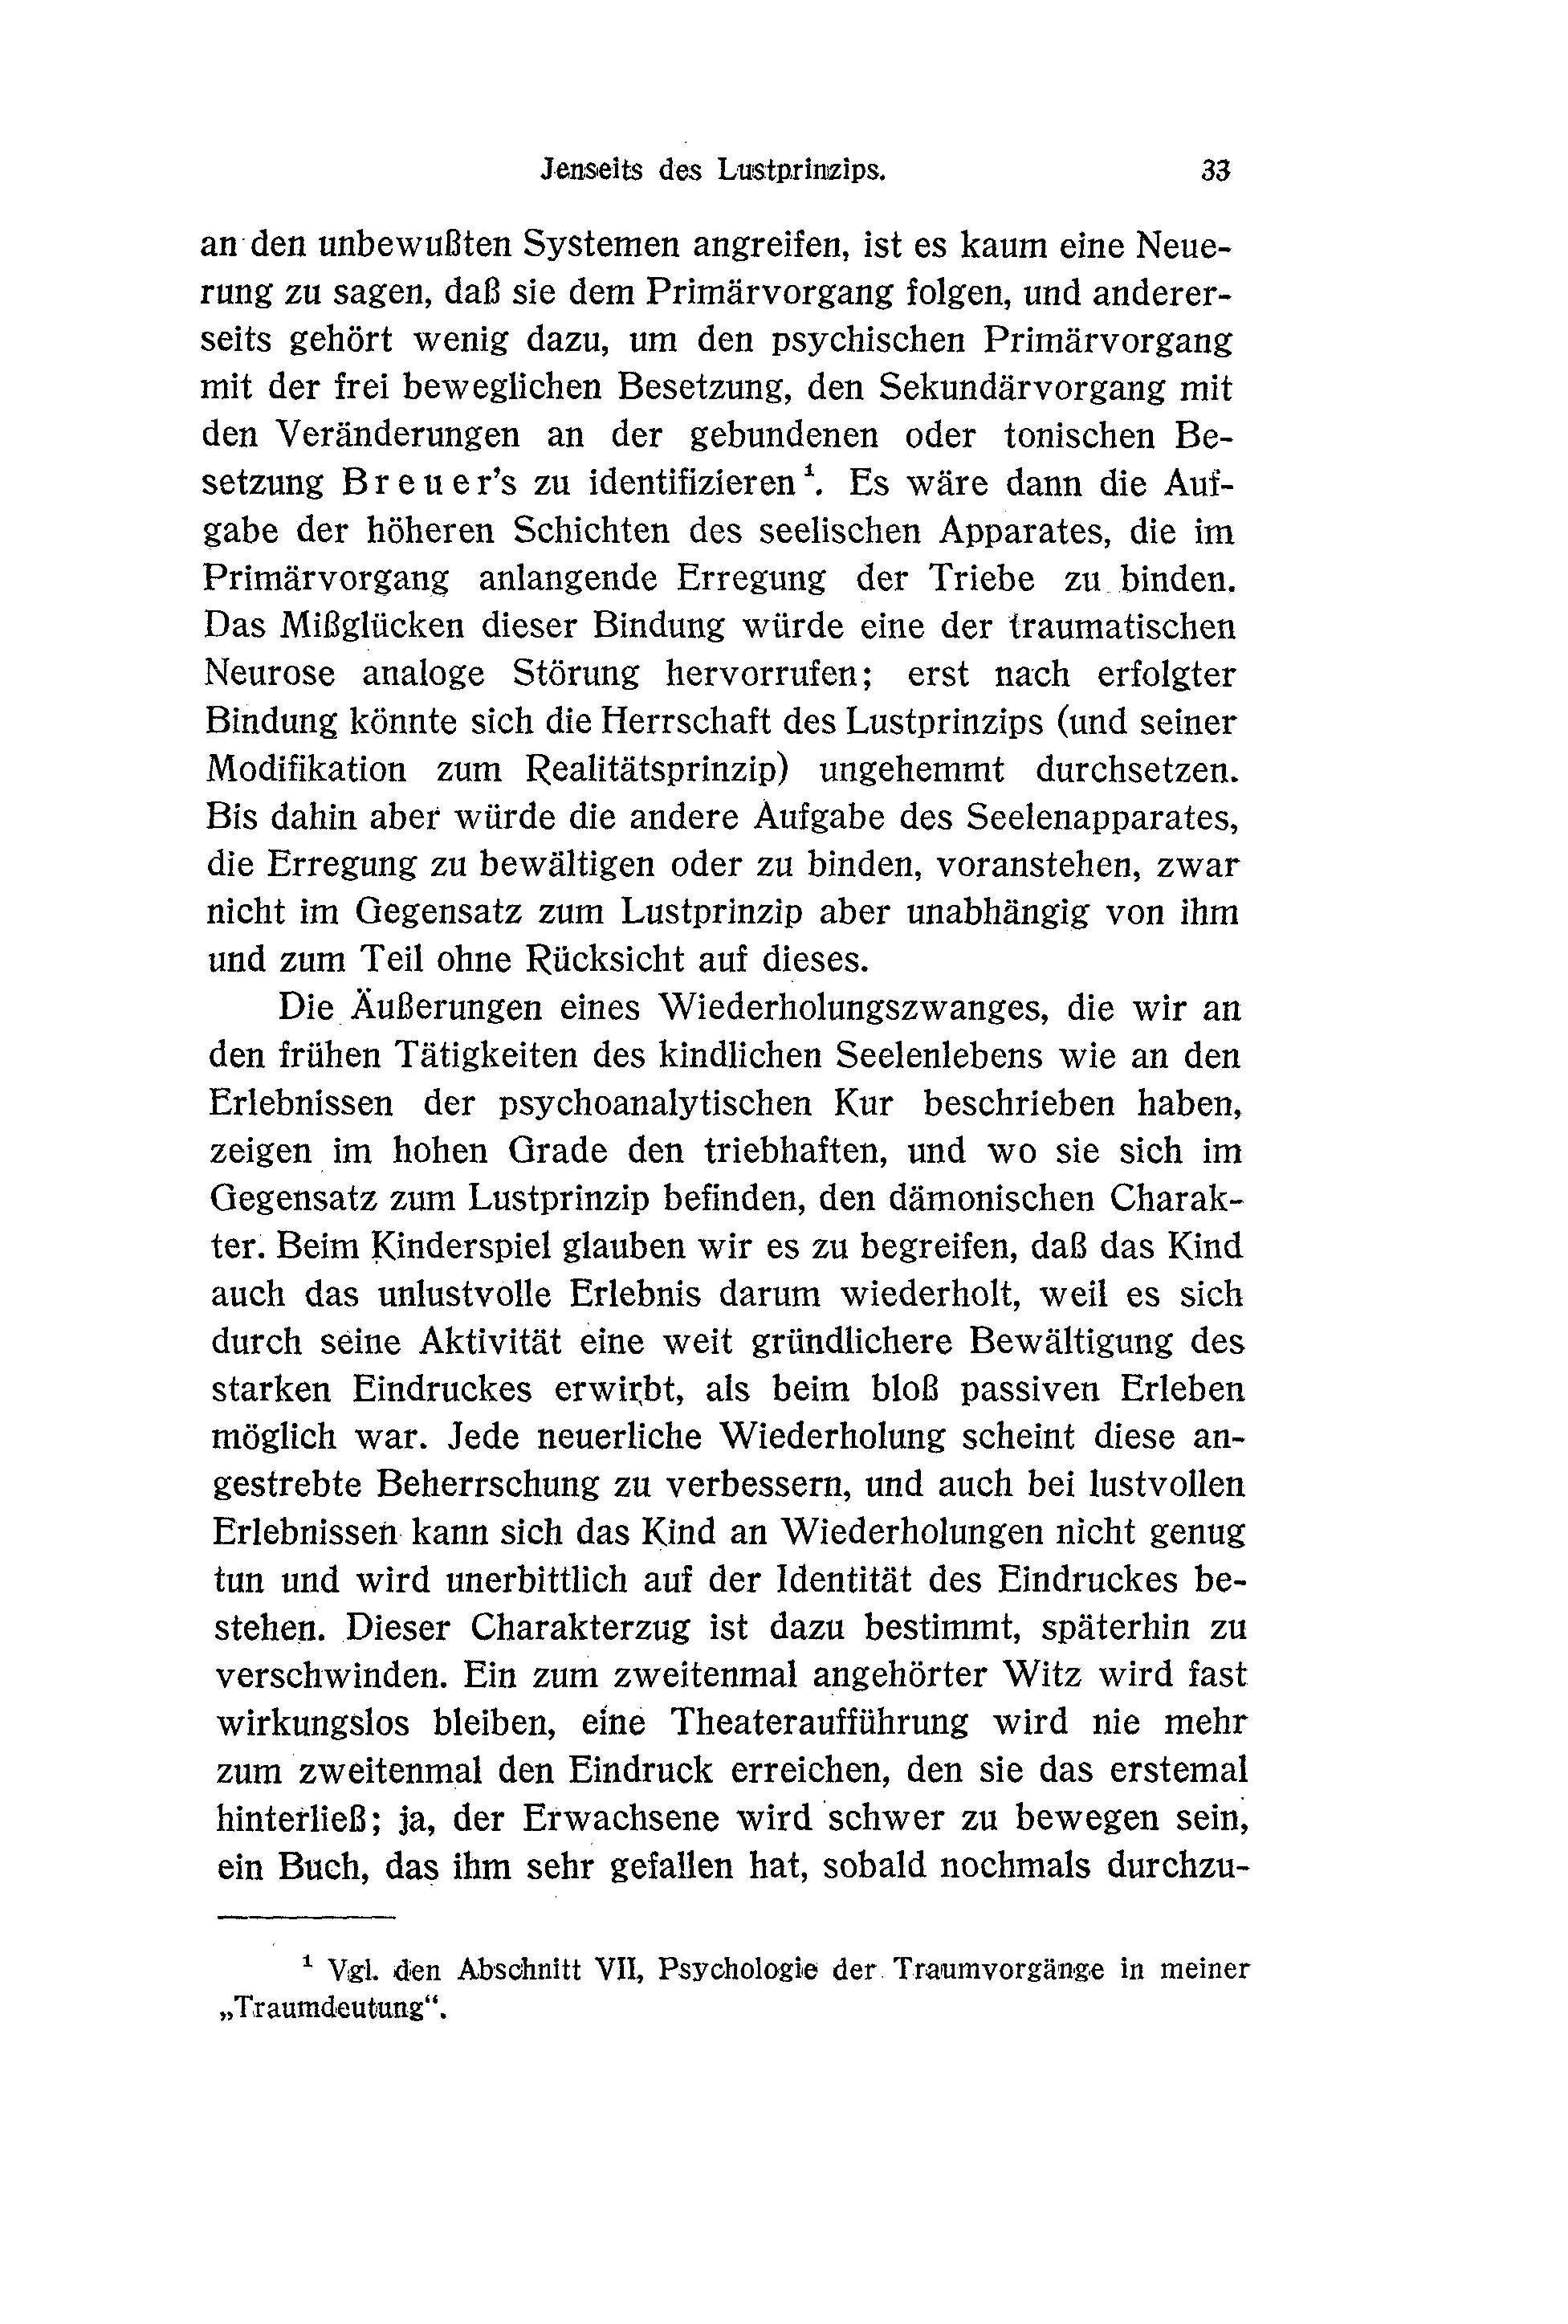 Jenseits des Lustprinzips. 33
an den unbewußten Systemen angreifen, ist es kaum eine Neue-
rung zu sagen, daß sie dem Primärvorgang folgen, und anderer-
seits gehört wenig dazu, um den psychischen Primärvorgang
mit der frei beweglichen Besetzung, den Sekundärvorgang mit
den Veränderungen an der gebundenen oder tonischen Be-
setzung Breuer's zu identifizieren¹. Es wäre dann die Auf-
gabe der höheren Schichten des seelischen Apparates, die im
Primärvorgang anlangende Erregung der Triebe zu binden.
Das Mißglücken dieser Bindung würde eine der traumatischen
Neurose analoge Störung hervorrufen; erst nach erfolgter
Bindung könnte sich die Herrschaft des Lustprinzips (und seiner
Modifikation zum Realitätsprinzip) ungehemmt durchsetzen.
Bis dahin aber würde die andere Aufgabe des Seelenapparates,
die Erregung zu bewältigen oder zu binden, voranstehen, zwar
nicht im Gegensatz zum Lustprinzip aber unabhängig von ihm
und zum Teil ohne Rücksicht auf dieses.
Die Äußerungen eines Wiederholungszwanges, die wir an
den frühen Tätigkeiten des kindlichen Seelenlebens wie an den
Erlebnissen der psychoanalytischen Kur beschrieben haben,
zeigen im hohen Grade den triebhaften, und wo sie sich im
Gegensatz zum Lustprinzip befinden, den dämonischen Charak-
ter. Beim Kinderspiel glauben wir es zu begreifen, daß das Kind
auch das unlustvolle Erlebnis darum wiederholt, weil es sich
durch seine Aktivität eine weit gründlichere Bewältigung des
starken Eindruckes erwirbt, als beim bloß passiven Erleben
möglich war. Jede neuerliche Wiederholung scheint diese an-
gestrebte Beherrschung zu verbessern, und auch bei lustvollen
Erlebnissen kann sich das Kind an Wiederholungen nicht genug
tun und wird unerbittlich auf der Identität des Eindruckes be-
stehen. Dieser Charakterzug ist dazu bestimmt, späterhin zu
verschwinden. Ein zum zweitenmal angehörter Witz wird fast
wirkungslos bleiben, eine Theateraufführung wird nie mehr
zum zweitenmal den Eindruck erreichen, den sie das erstemal
hinterließ; ja, der Erwachsene wird schwer zu bewegen sein,
ein Buch, das ihm sehr gefallen hat, sobald nochmals durchzu-
¹ Vgl. den Abschnitt VII, Psychologie der Traumvorgänge in meiner
„Traumdeutung“.